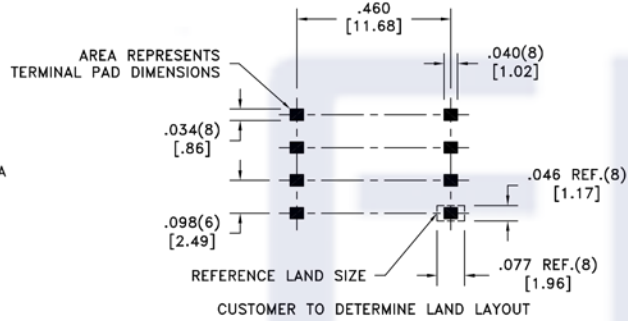 .460
[11.68]
AREA REPRESENTS
TERMINAL PAD DIMENSIONS
.040(8)
[1.02]
.034(8)
[.86]
A
.046 REF.(8)
[1.17]
.098(6)
[2.49]
REFERENCE LAND SIZE
.077 REF.(8)
[1.96]
CUSTOMER TO DETERMINE LAND LAYOUT